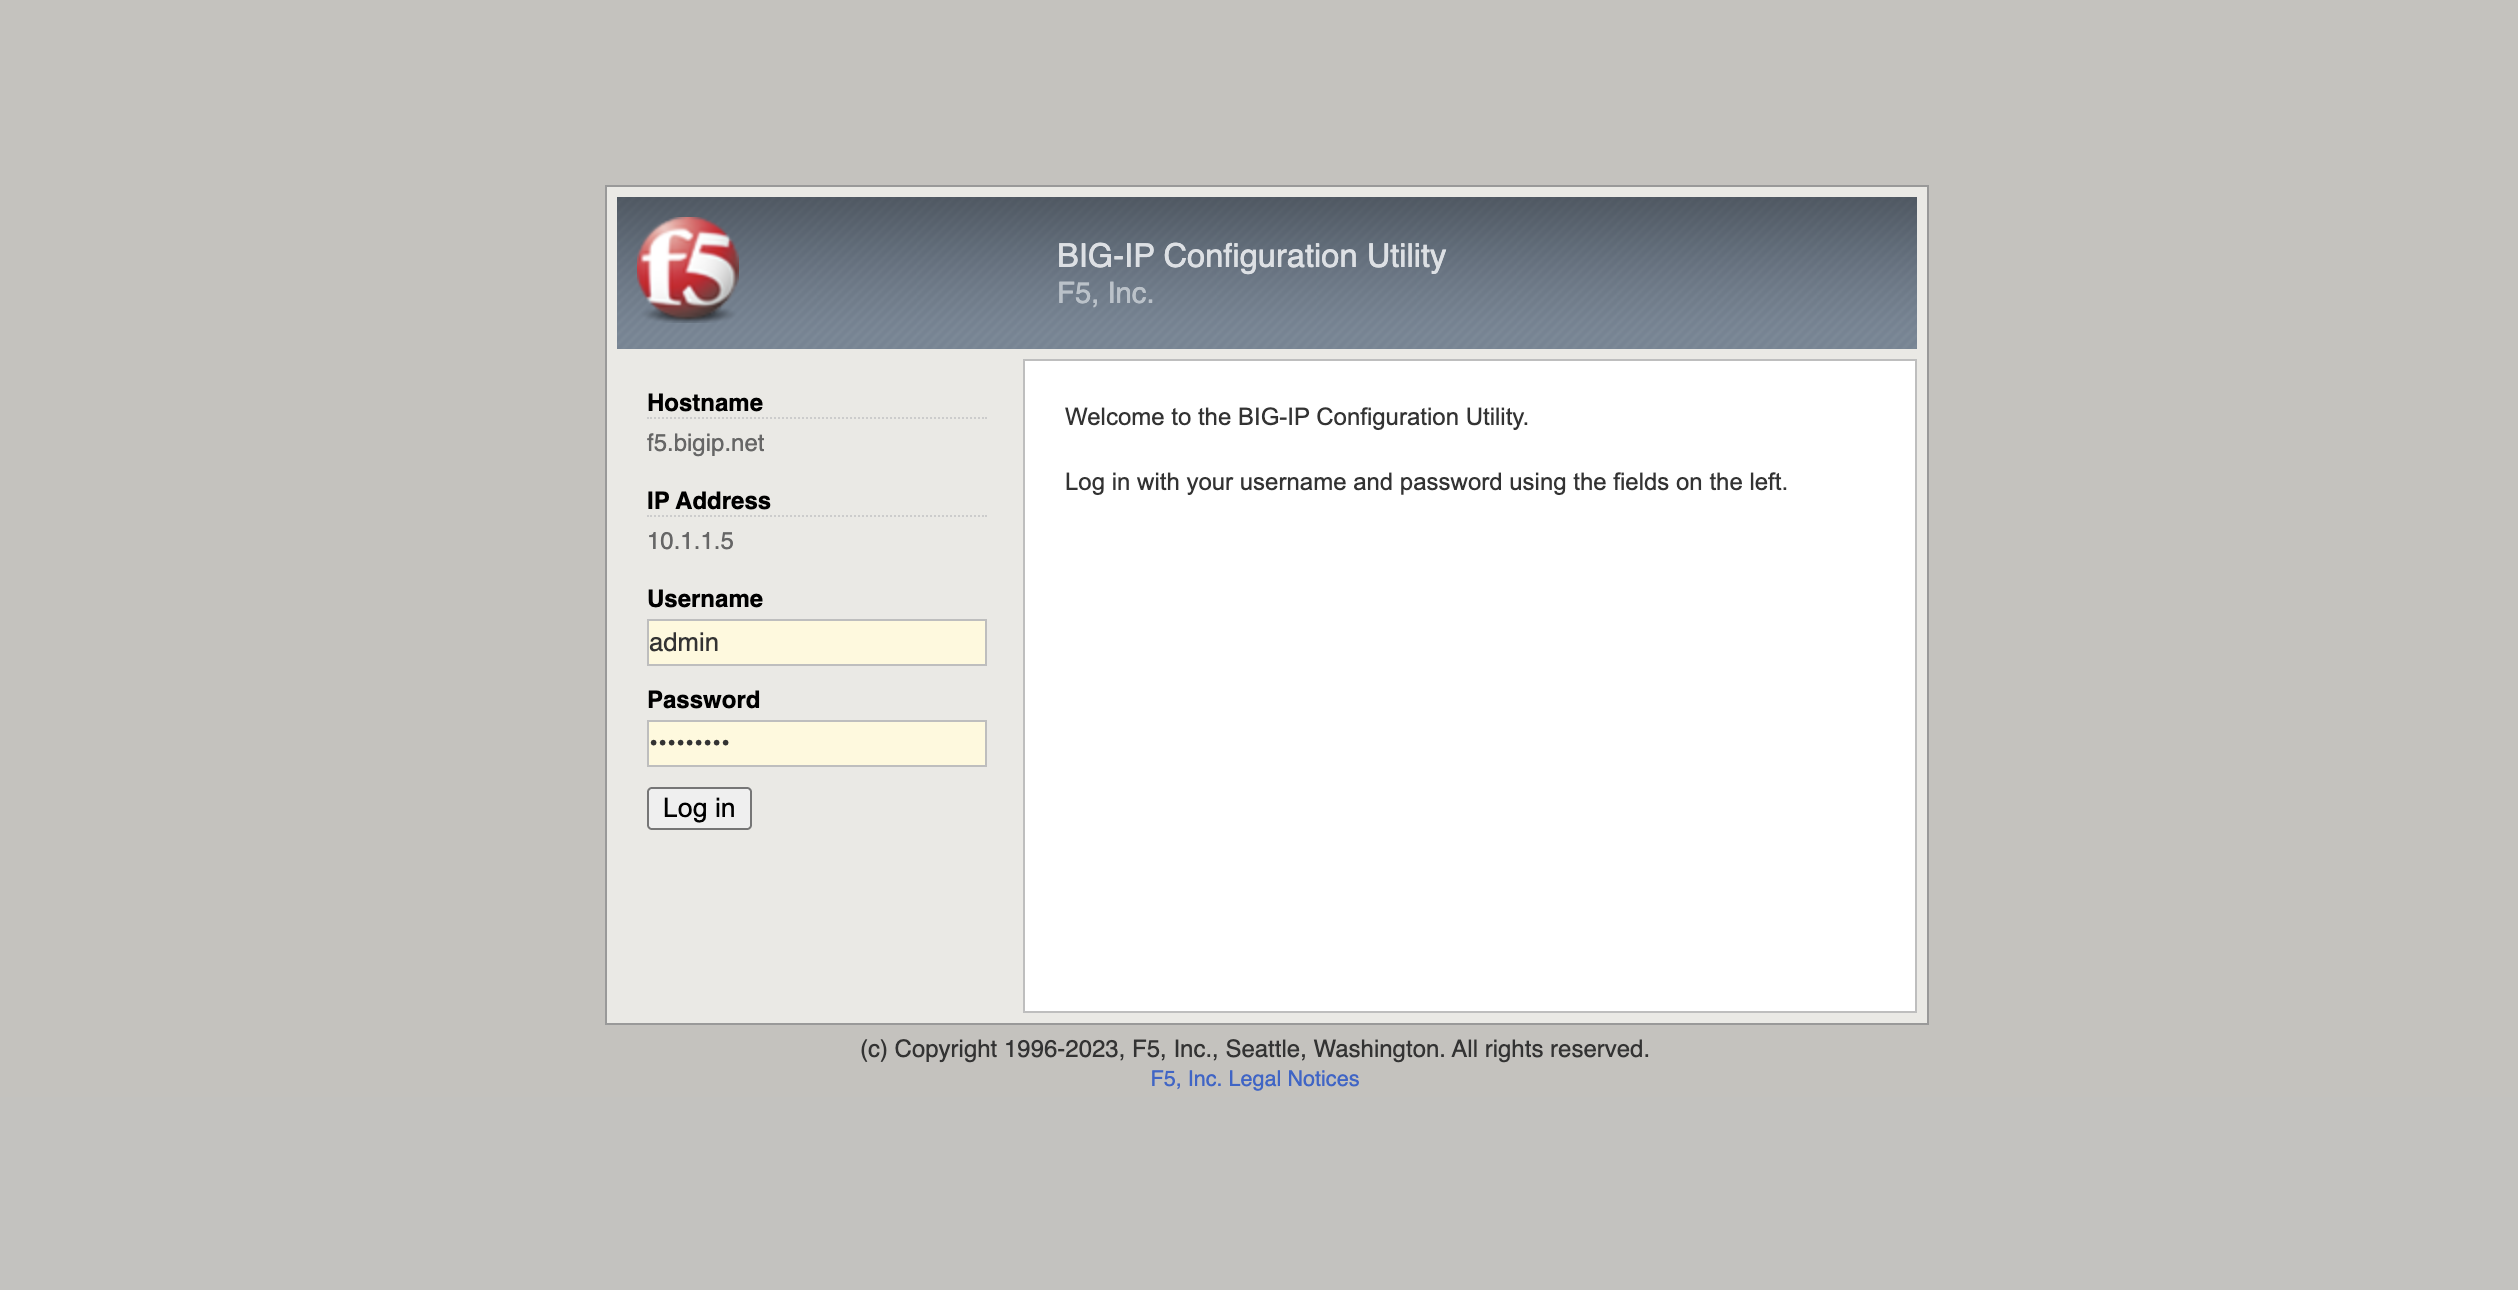 f5
BIG-IP Configuration Utility
F5, Inc.
Hostname
f5.bigip.net
IP Address
10.1.1.5
Username
admin
Password
•••••••••
Log in
Welcome to the BIG-IP Configuration Utility.
Log in with your username and password using the fields on the left.
(c) Copyright 1996-2023, F5, Inc., Seattle, Washington. All rights reserved.
F5, Inc. Legal Notices